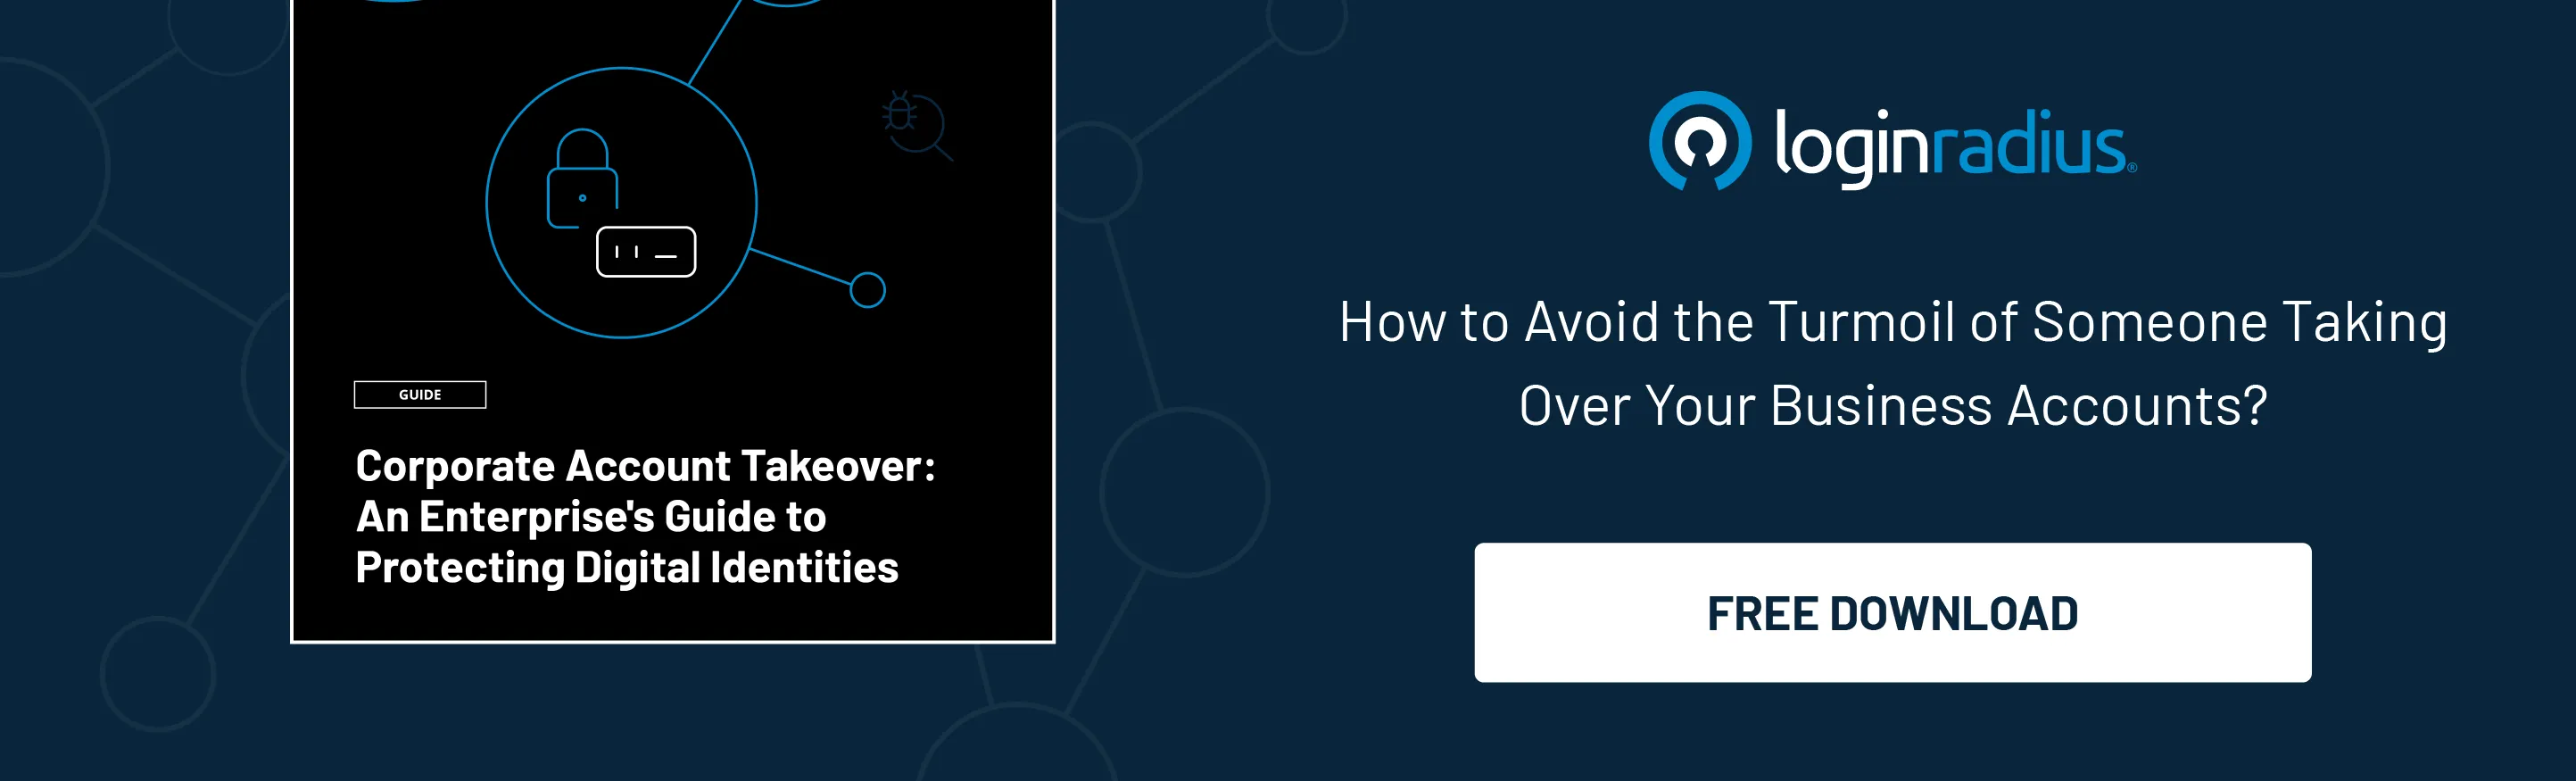 GUIDE
Corporate Account Takeover:
An Enterprise's Guide to
Protecting Digital Identities
loginradius®
How to Avoid the Turmoil of Someone Taking
Over Your Business Accounts?
FREE DOWNLOAD